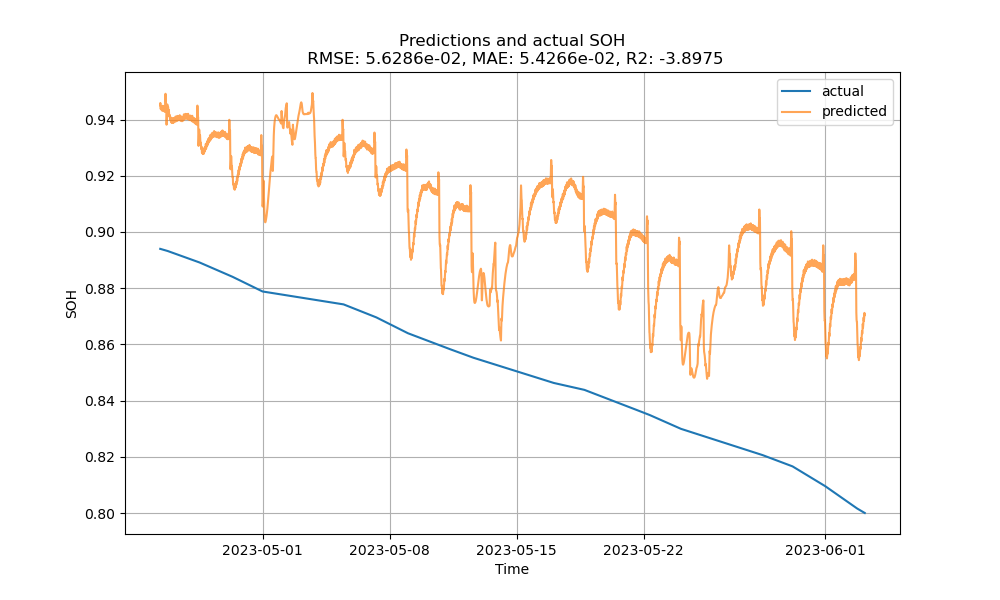 Predictions and actual SOH
RMSE: 5.6286e-02, MAE: 5.4266e-02, R2: -3.8975
actual
predicted
0.94
0.92
0.90
0.88
0.86
0.84
0.82
0.80
SOH
2023-05-01
2023-05-08
2023-05-15
2023-05-22
2023-06-01
Time